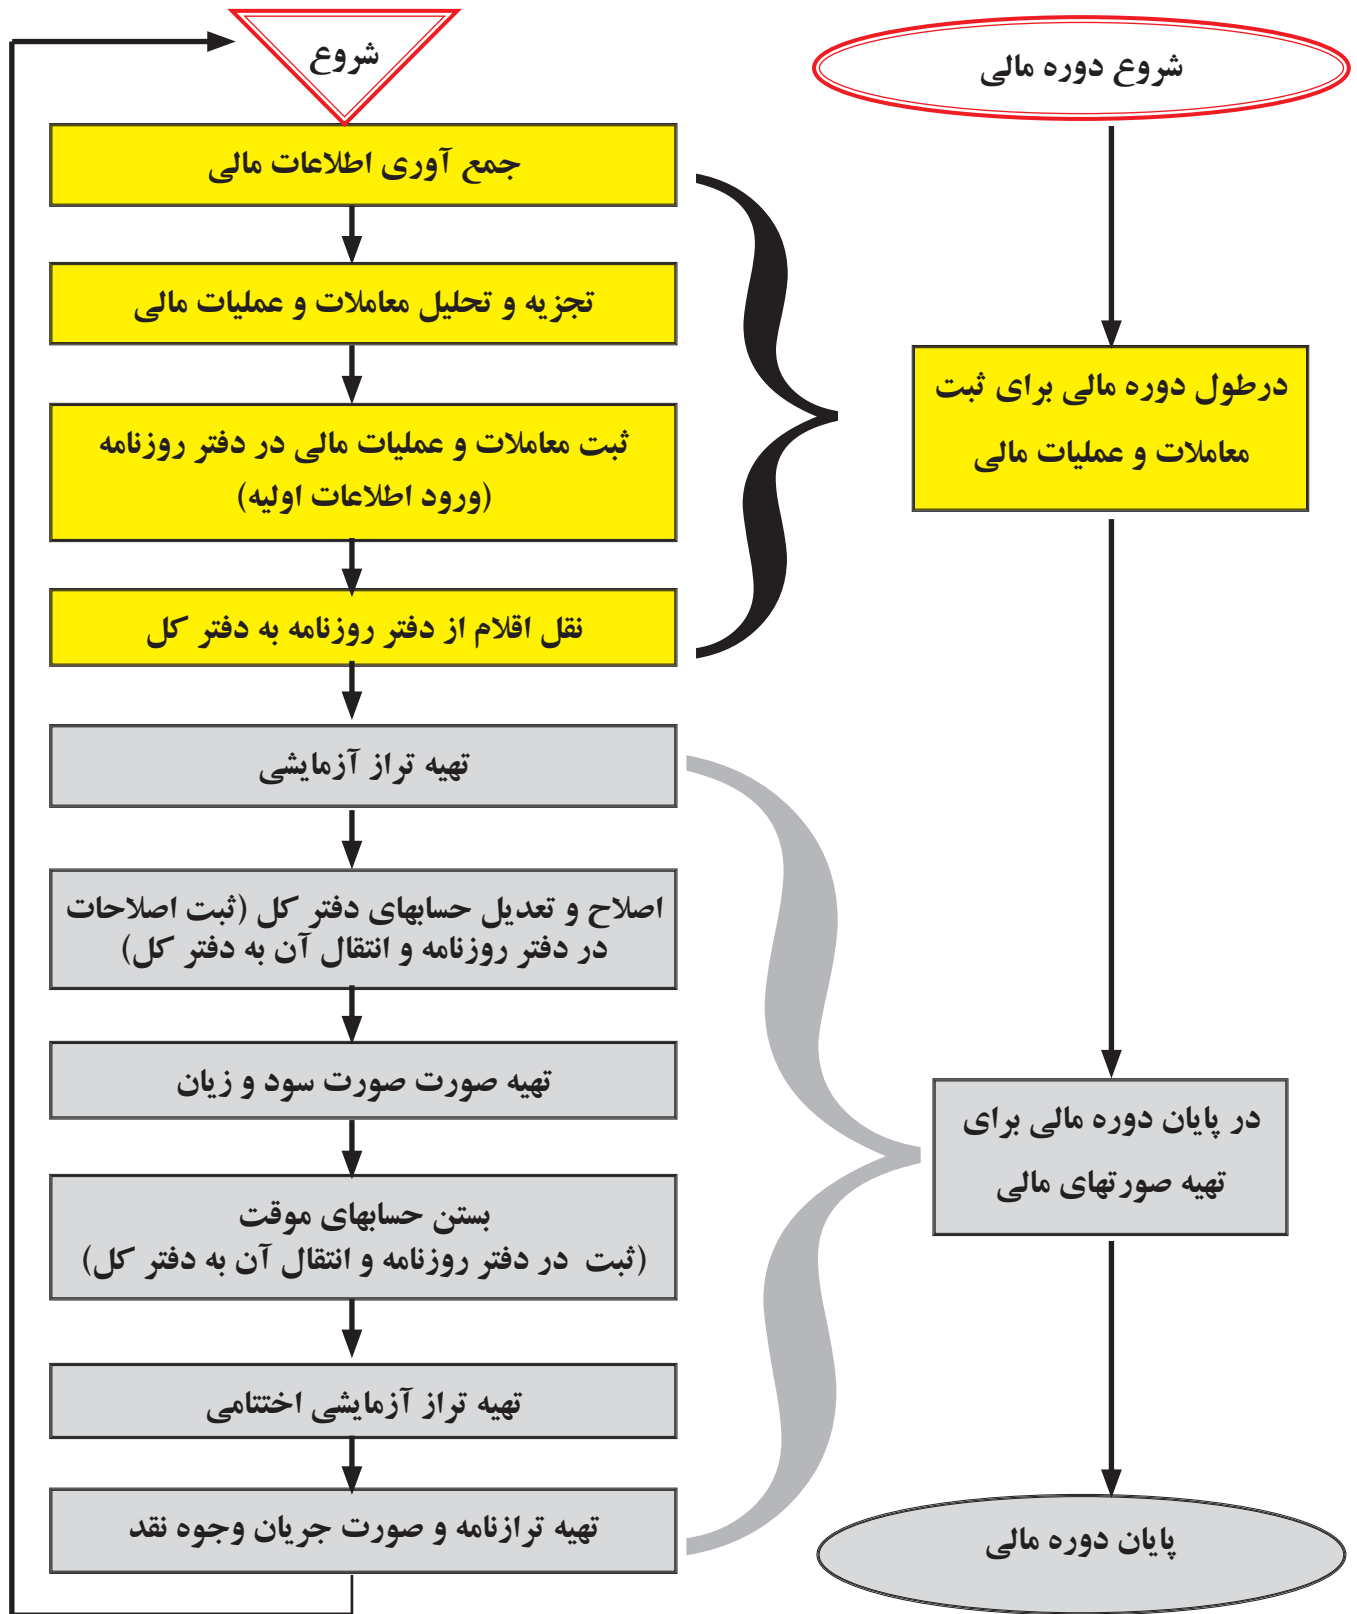 شروع دوره مالی
درطول دوره مالی برای ثبت
معاملات و عملیات مالی
در پایان دوره مالی برای
تهیه صورتهای مالی
پایان دوره مالی
شروع
جمع آوری اطلاعات مالی
تجزیه و تحلیل معاملات و عملیات مالی
ثبت معاملات و عملیات مالی در دفتر روزنامه
(ورود اطلاعات اولیه)
نقل اقلام از دفتر روزنامه به دفتر کل
تهیه تراز آزمایشی
اصلاح و تعدیل حسابهای دفتر کل (ثبت اصلاحات
در دفتر روزنامه و انتقال آن به دفتر کل)
تهیه صورت صورت سود و زیان
بستن حسابهای موقت
(ثبت در دفتر روزنامه و انتقال آن به دفتر کل)
تهیه تراز آزمایشی اختتامی
تهیه ترازنامه و صورت جریان وجوه نقد